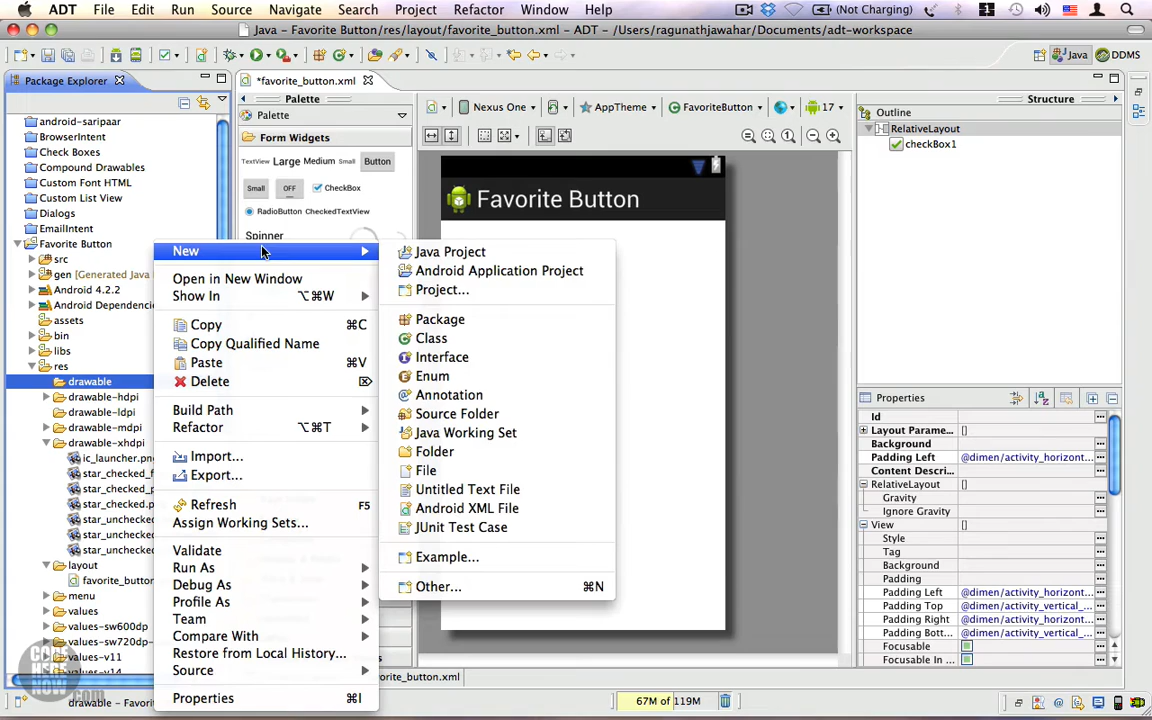 ADT File Edit Run Source Navigate Search Project Refactor Window Help (Not Charging)
Java – Favorite Button/res/layout/favorite_button.xml – ADT – /Users/ragunathjawahar/Documents/adt-workspace
Java DDMS
Package Explorer
*favorite_button.xml
android-saripaar
BrowserIntent
Check Boxes
Compound Drawables
Custom Font HTML
Custom List View
Dialogs
EmailIntent
Favorite Button
src
gen [Generated Java
Android 4.2.2
Android Dependenci
assets
bin
libs
res
drawable
drawable-hdpi
drawable-ldpi
drawable-mdpi
drawable-xhdpi
ic_launcher.pn
star_checked_f
star_checked_p
star_checked.p
star_unchecked
star_unchecked
star_unchecked
layout
favorite_button
menu
values
values-sw600dp
values-sw720dp-
values-v11
values-v14
Palette
Palette
Form Widgets
TextView Large Medium Small Button
Small OFF CheckBox
RadioButton CheckedTextView
Spinner
Nexus One AppTheme FavoriteButton 17
Favorite Button
New
Open in New Window
Show In ⌥⌘W
Copy ⌘C
Copy Qualified Name
Paste ⌘V
Delete ⌦
Build Path
Refactor ⌥⌘T
Import...
Export...
Refresh F5
Assign Working Sets...
Validate
Run As
Debug As
Profile As
Team
Compare With
Restore from Local History...
Source
Properties ⌘I
Java Project
Android Application Project
Project...
Package
Class
Interface
Enum
Annotation
Source Folder
Java Working Set
Folder
File
Untitled Text File
Android XML File
JUnit Test Case
Example...
Other... ⌘N
Structure
Outline
RelativeLayout
checkBox1
Properties
Id
Layout Parame... []
Background
Padding Left @dimen/activity_horizont...
Content Descri...
RelativeLayout []
Gravity
Ignore Gravity
View []
Style
Tag
Background
Padding
Padding Left @dimen/activity_horizont...
Padding Top @dimen/activity_vertical_...
Padding Right @dimen/activity_horizont...
Padding Bott... @dimen/activity_vertical_...
Focusable
Focusable In
orite_button.xml
CODE HERE NOW .com
drawable – Favori
67M of 119M